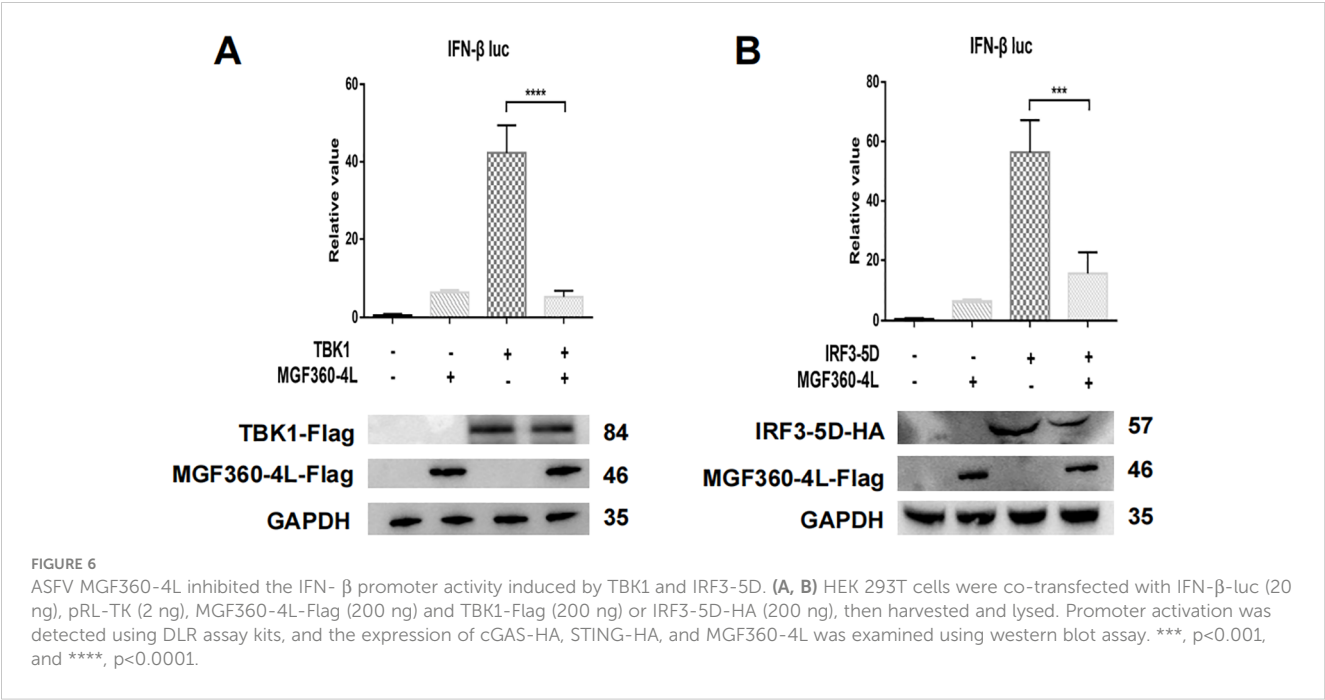 A
IFN-β luc
****
60
40
20
0
Relative value
TBK1 - - + +
MGF360-4L - + - +
TBK1-Flag 84
MGF360-4L-Flag 46
GAPDH 35
B
IFN-β luc
***
80
60
40
20
0
Relative value
IRF3-5D - - + +
MGF360-4L - + - +
IRF3-5D-HA 57
MGF360-4L-Flag 46
GAPDH 35
FIGURE 6
ASFV MGF360-4L inhibited the IFN- β promoter activity induced by TBK1 and IRF3-5D. (A, B) HEK 293T cells were co-transfected with IFN-β-luc (20
ng), pRL-TK (2 ng), MGF360-4L-Flag (200 ng) and TBK1-Flag (200 ng) or IRF3-5D-HA (200 ng), then harvested and lysed. Promoter activation was
detected using DLR assay kits, and the expression of cGAS-HA, STING-HA, and MGF360-4L was examined using western blot assay. ***, p<0.001,
and ****, p<0.0001.